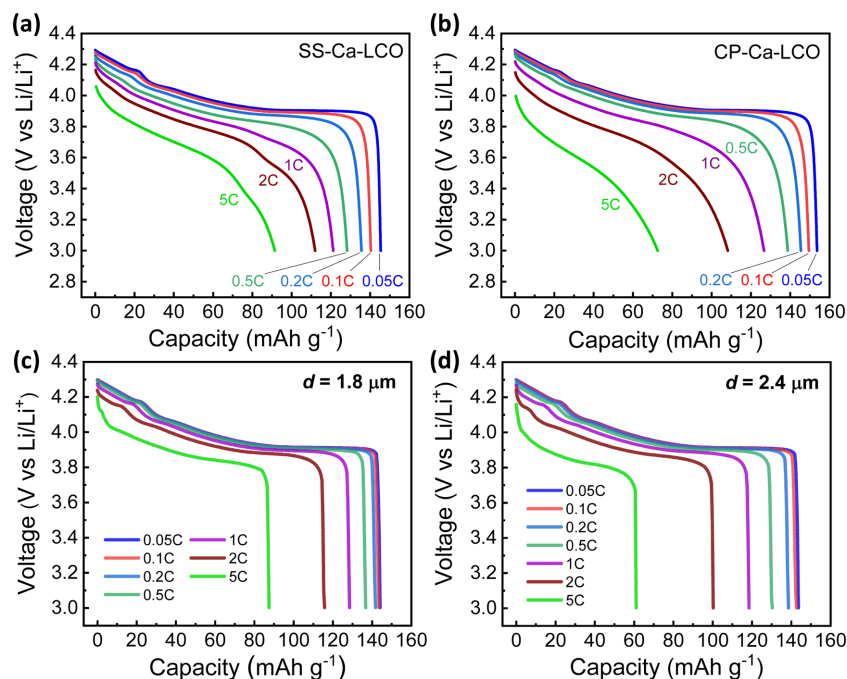 (a)
SS-Ca-LCO
4.4
4.2
4.0
3.8
3.6
3.4
3.2
3.0
2.8
Voltage (V vs Li/Li⁺)
5C
2C
1C
0.5C
0.2C
0.1C
0.05C
0 20 40 60 80 100 120 140 160
Capacity (mAh g⁻¹)
(b)
CP-Ca-LCO
4.4
4.2
4.0
3.8
3.6
3.4
3.2
3.0
2.8
Voltage (V vs Li/Li⁺)
5C
2C
1C
0.5C
0.2C
0.1C
0.05C
0 20 40 60 80 100 120 140 160
Capacity (mAh g⁻¹)
(c)
d = 1.8 μm
4.4
4.2
4.0
3.8
3.6
3.4
3.2
3.0
Voltage (V vs Li/Li⁺)
0.05C 1C
0.1C 2C
0.2C 5C
0.5C
0 20 40 60 80 100 120 140 160
Capacity (mAh g⁻¹)
(d)
d = 2.4 μm
4.4
4.2
4.0
3.8
3.6
3.4
3.2
3.0
Voltage (V vs Li/Li⁺)
0.05C
0.1C
0.2C
0.5C
1C
2C
5C
0 20 40 60 80 100 120 140 160
Capacity (mAh g⁻¹)